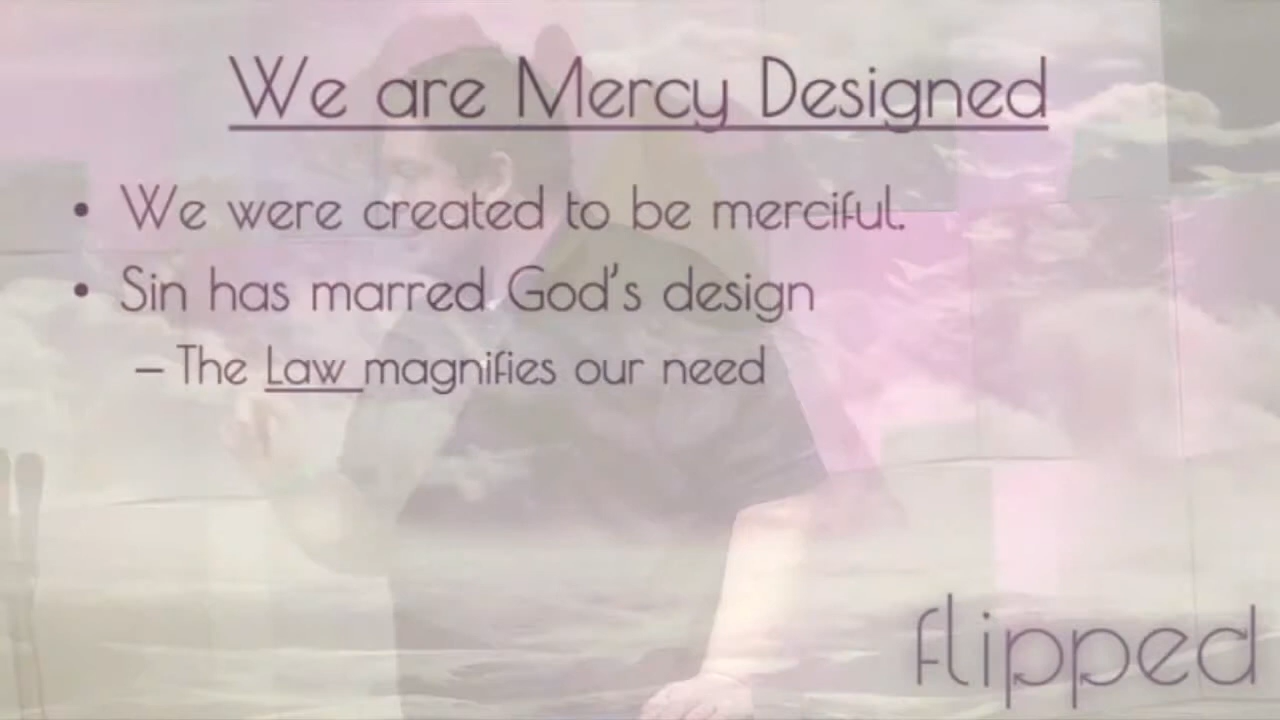 We are Mercy Designed
• We were created to be merciful.
• Sin has marred God's design
– The Law magnifies our need
flipped